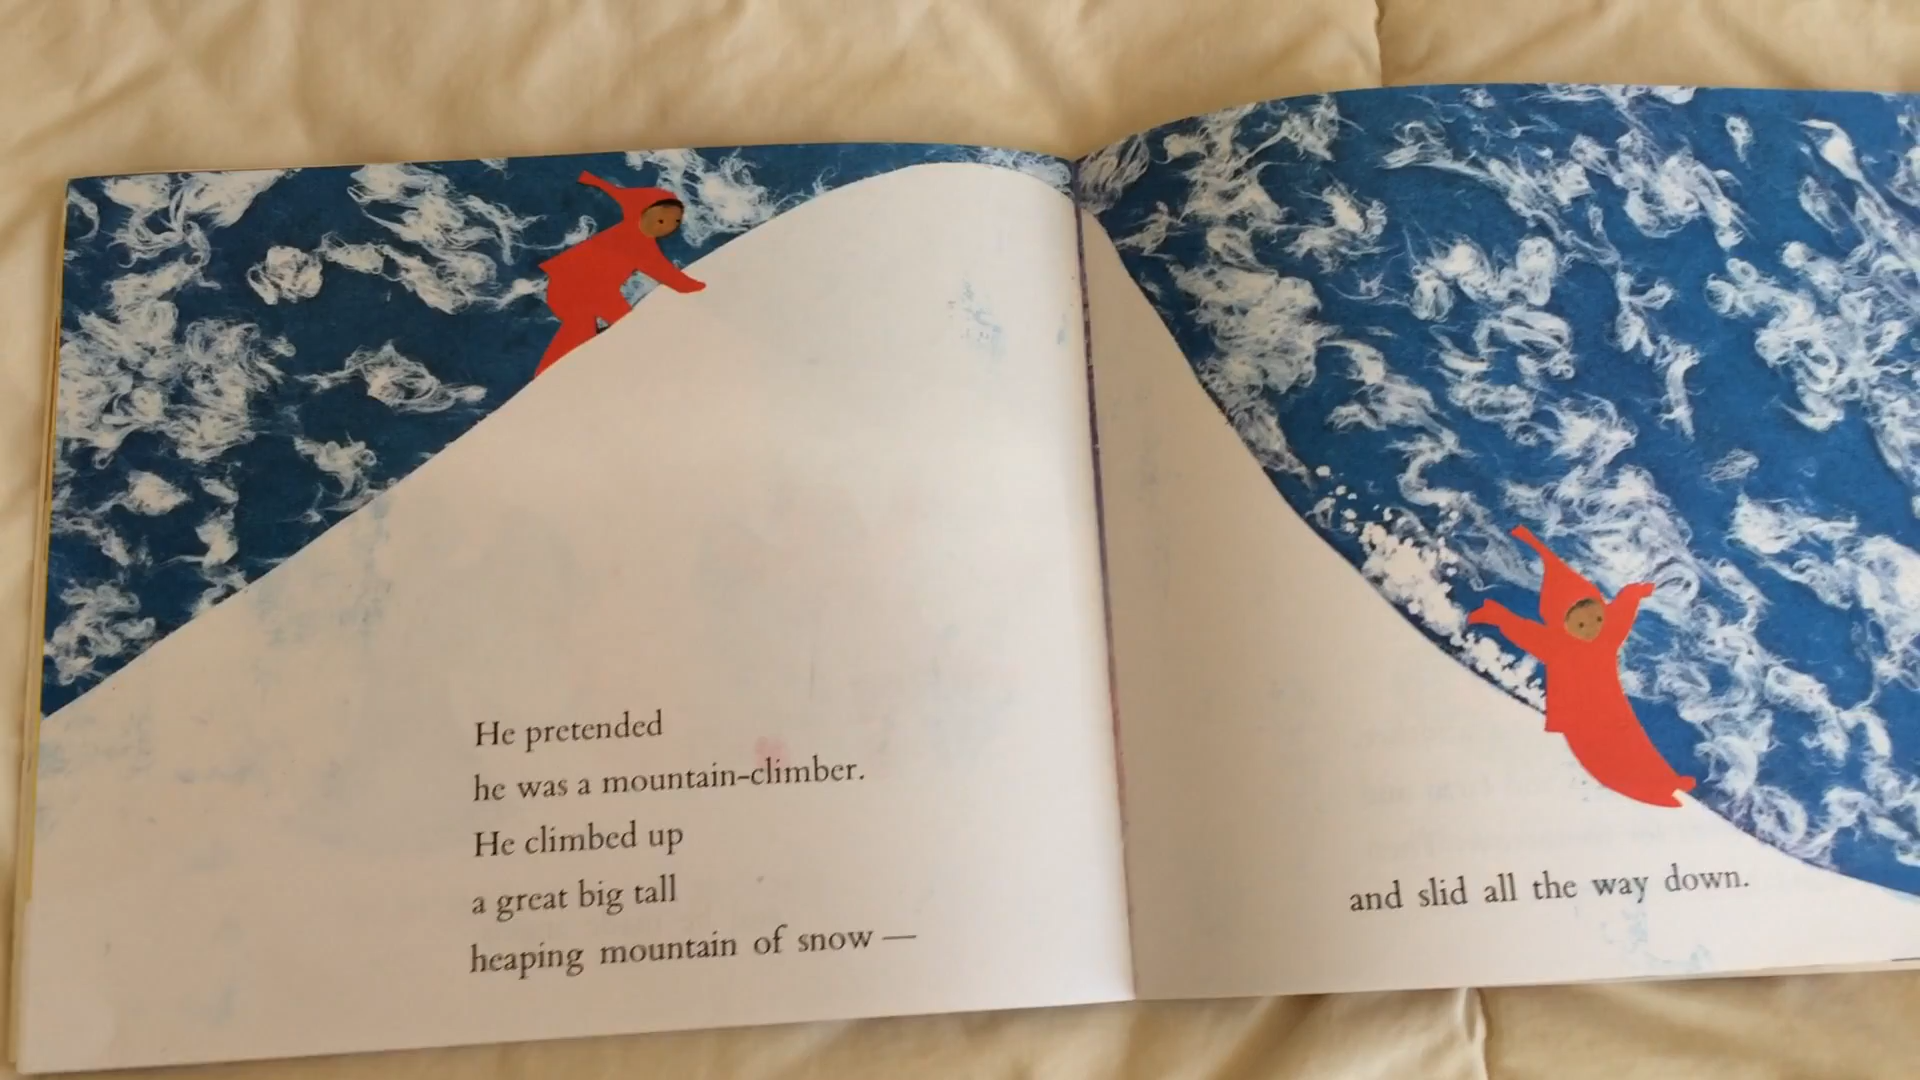 He pretended
he was a mountain-climber.
He climbed up
a great big tall
heaping mountain of snow —
and slid all the way down.